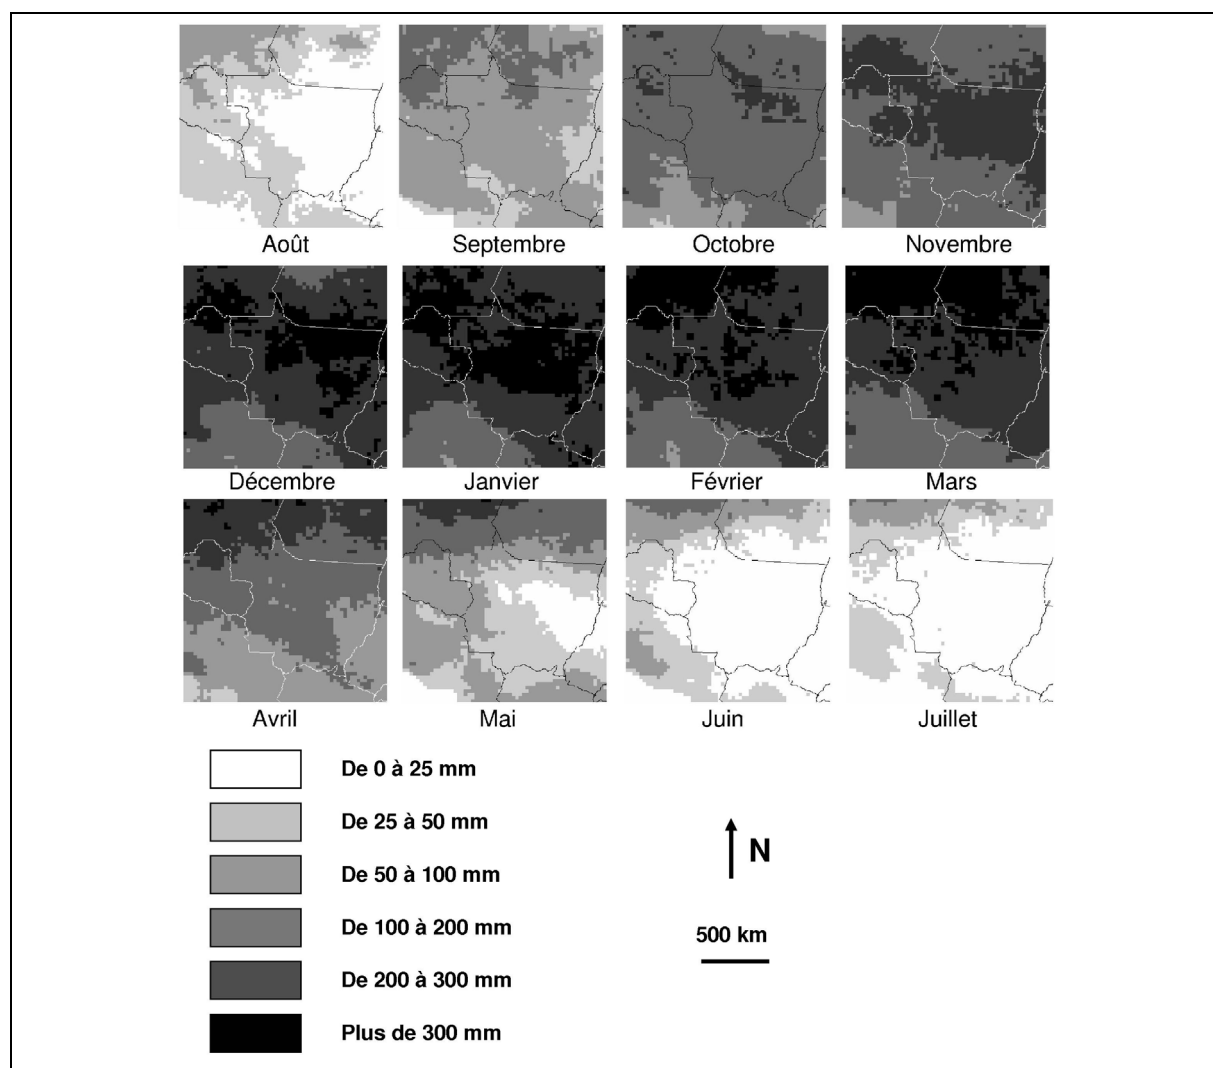 Août
Septembre
Octobre
Novembre
Décembre
Janvier
Février
Mars
Avril
Mai
Juin
Juillet
De 0 à 25 mm
De 25 à 50 mm
De 50 à 100 mm
De 100 à 200 mm
De 200 à 300 mm
Plus de 300 mm
N
500 km